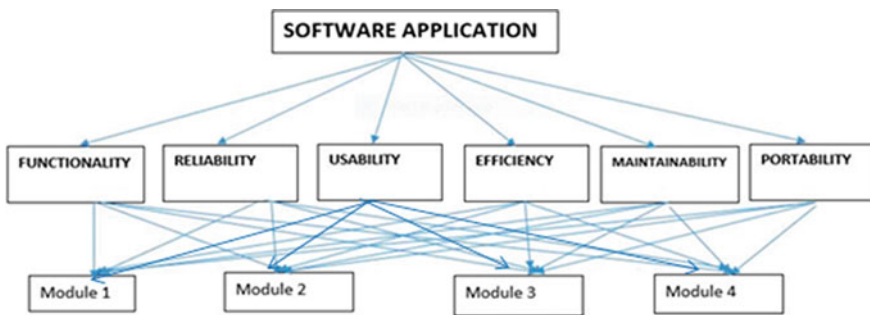 SOFTWARE APPLICATION
FUNCTIONALITY
RELIABILITY
USABILITY
EFFICIENCY
MAINTAINABILITY
PORTABILITY
Module 1
Module 2
Module 3
Module 4